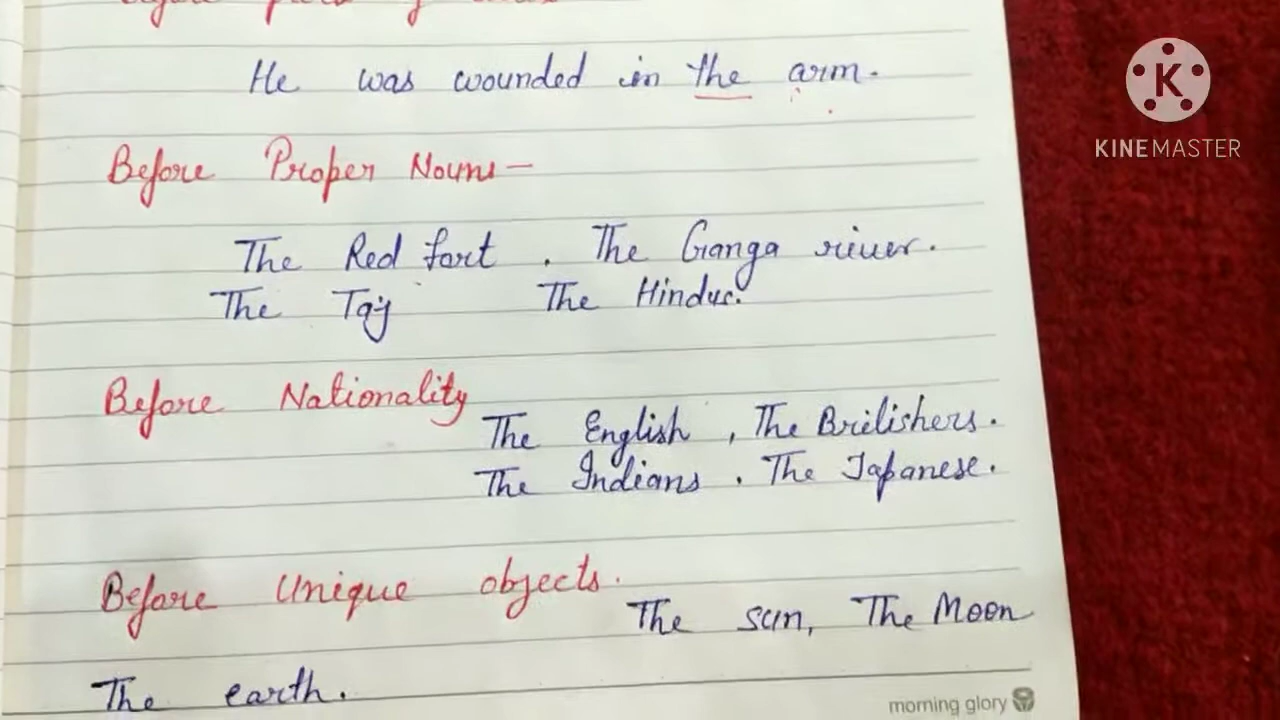 He was wounded in the arm.
Before Proper Nouns—
The Red fort . The Ganga river.
The Taj The Hindus.
Before Nationality
The English , The Britishers.
The Indians . The Japanese.
Before Unique objects.
The sun, The Moon
The earth.
morning glory
KINEMASTER